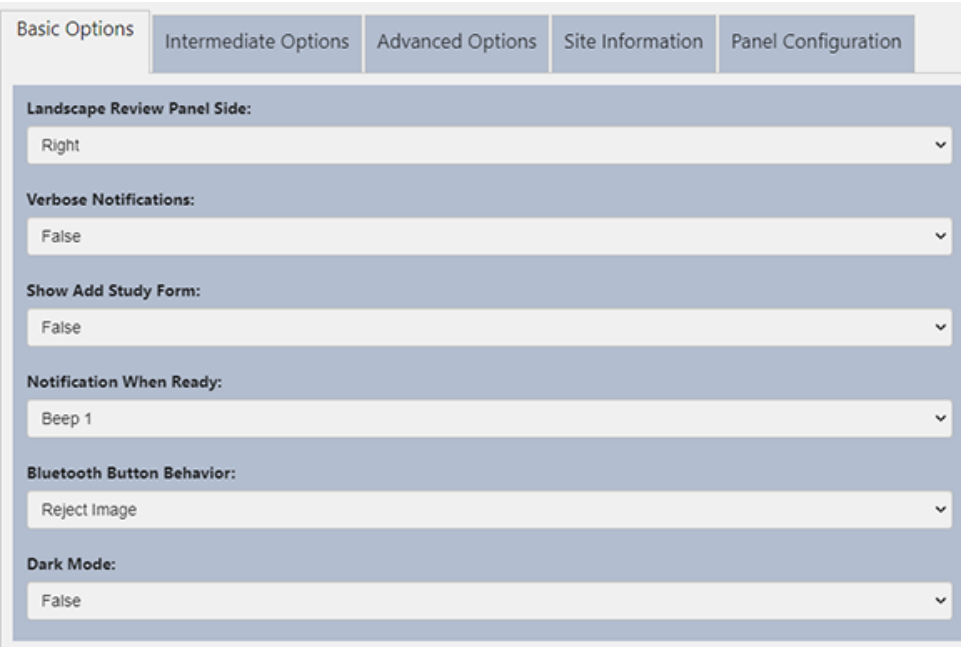 Basic Options
Intermediate Options
Advanced Options
Site Information
Panel Configuration
Landscape Review Panel Side:
Right
Verbose Notifications:
False
Show Add Study Form:
False
Notification When Ready:
Beep 1
Bluetooth Button Behavior:
Reject Image
Dark Mode:
False